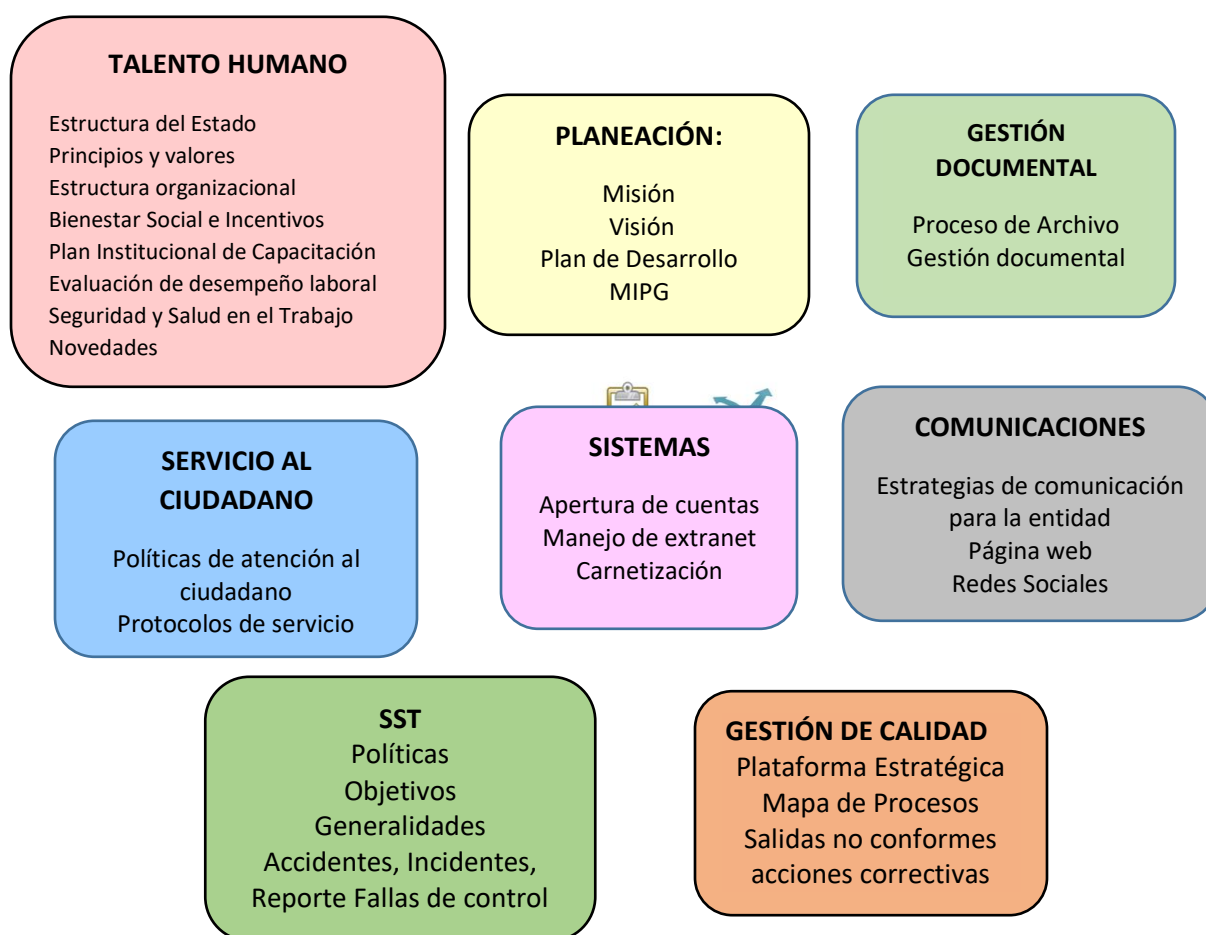 TALENTO HUMANO
Estructura del Estado
Principios y valores
Estructura organizacional
Bienestar Social e Incentivos
Plan Institucional de Capacitación
Evaluación de desempeño laboral
Seguridad y Salud en el Trabajo
Novedades
PLANEACIÓN:
Misión
Visión
Plan de Desarrollo
MIPG
GESTIÓN
DOCUMENTAL
Proceso de Archivo
Gestión documental
SERVICIO AL
CIUDADANO
Políticas de atención al
ciudadano
Protocolos de servicio
SISTEMAS
Apertura de cuentas
Manejo de extranet
Carnetización
COMUNICACIONES
Estrategias de comunicación
para la entidad
Página web
Redes Sociales
SST
Políticas
Objetivos
Generalidades
Accidentes, Incidentes,
Reporte Fallas de control
GESTIÓN DE CALIDAD
Plataforma Estratégica
Mapa de Procesos
Salidas no conformes
acciones correctivas